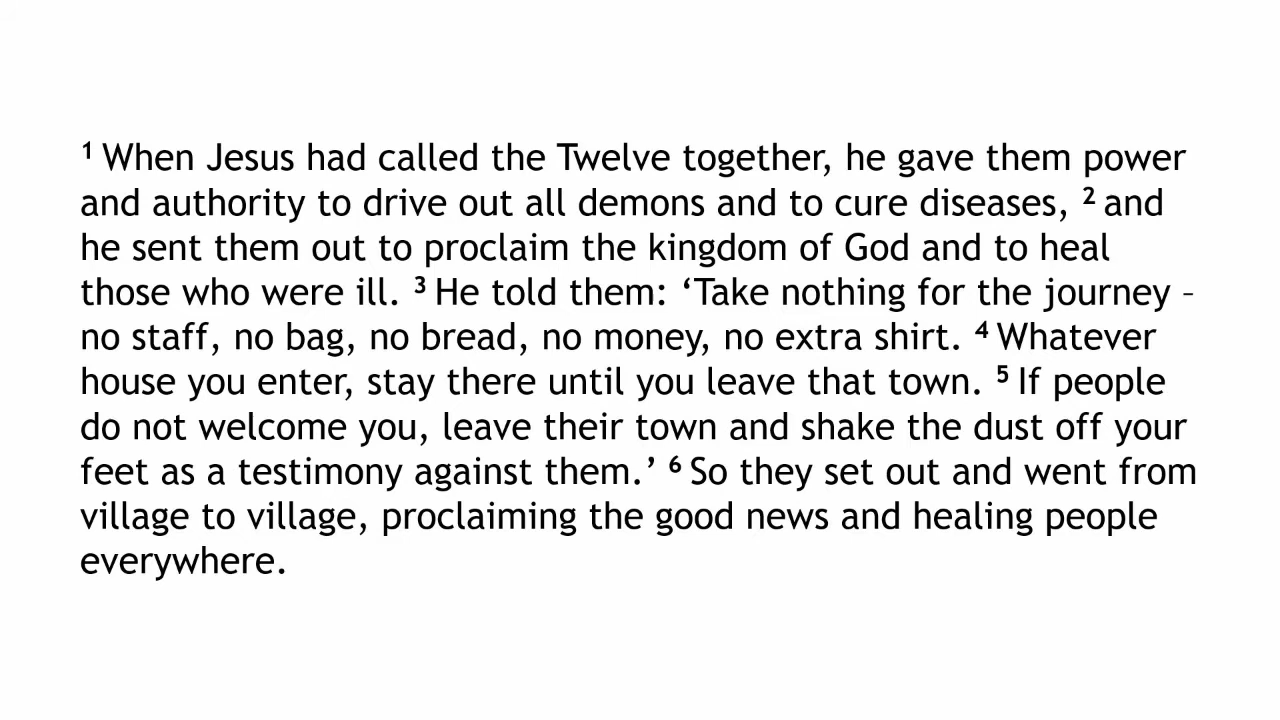 1 When Jesus had called the Twelve together, he gave them power
and authority to drive out all demons and to cure diseases, 2 and
he sent them out to proclaim the kingdom of God and to heal
those who were ill. 3 He told them: ‘Take nothing for the journey –
no staff, no bag, no bread, no money, no extra shirt. 4 Whatever
house you enter, stay there until you leave that town. 5 If people
do not welcome you, leave their town and shake the dust off your
feet as a testimony against them.’ 6 So they set out and went from
village to village, proclaiming the good news and healing people
everywhere.